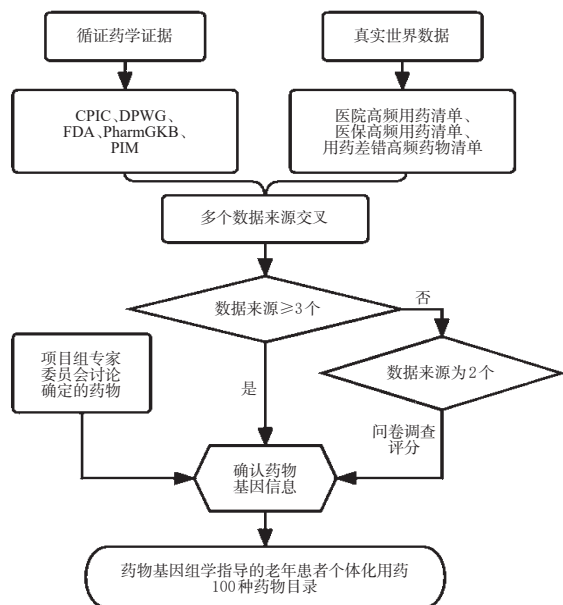 循证药学证据
真实世界数据
CPIC、DPWG、
FDA、PharmGKB、
PIM
医院高频用药清单、
医保高频用药清单、
用药差错高频药物清单
多个数据来源交叉
数据来源≥3个
否
项目组专家
委员会讨论
确定的药物
是
数据来源为2个
问卷调查
评分
确认药物
基因信息
药物基因组学指导的老年患者个体化用药
100种药物目录